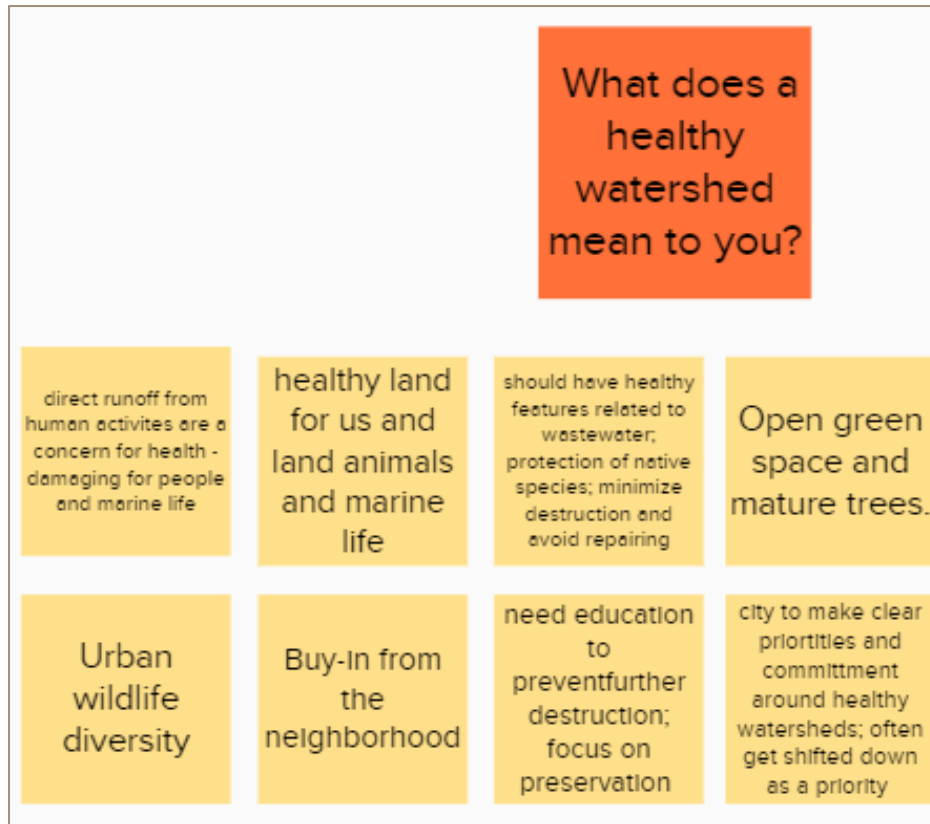 What does a
healthy
watershed
mean to you?
direct runoff from
human activites are a
concern for health -
damaging for people
and marine life
healthy land
for us and
land animals
and marine
life
should have healthy
features related to
wastewater;
protection of native
species; minimize
destruction and
avoid repairing
Open green
space and
mature trees.
Urban
wildlife
diversity
Buy-in from
the
neighborhood
need education
to
preventfurther
destruction;
focus on
preservation
city to make clear
priortities and
committment
around healthy
watersheds; often
get shifted down
as a priority